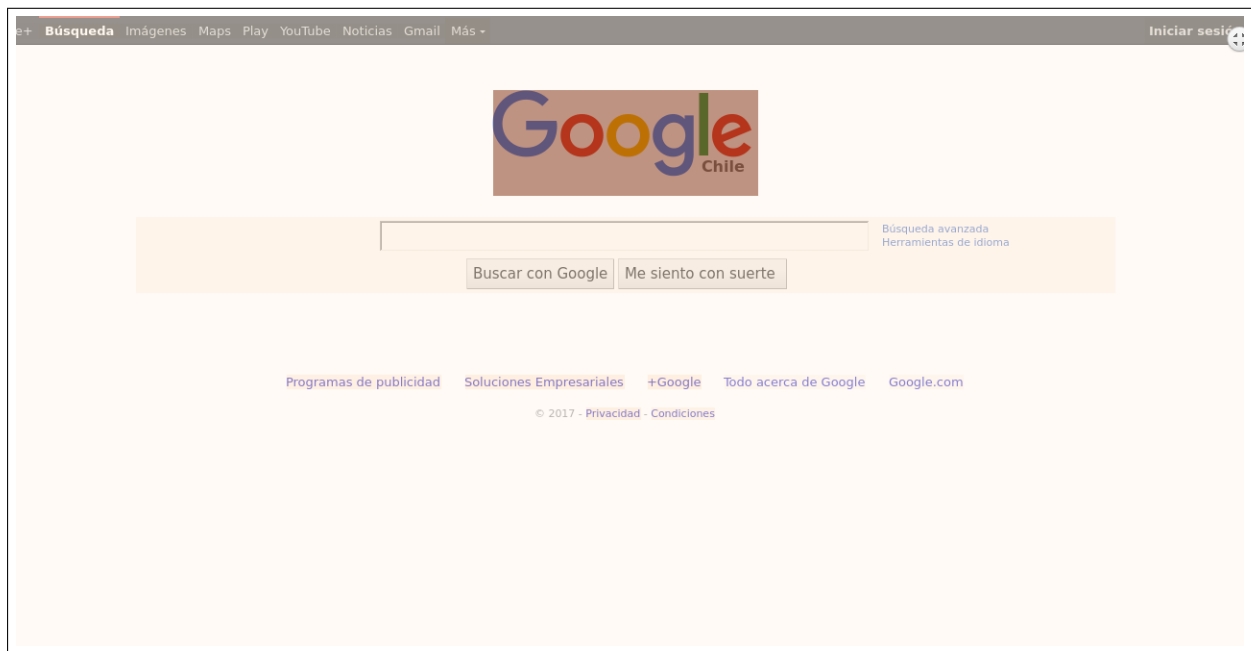 e+ Búsqueda Imágenes Maps Play YouTube Noticias Gmail Más Iniciar sesió
Google
Chile
Búsqueda avanzada
Herramientas de idioma
Buscar con Google Me siento con suerte
Programas de publicidad Soluciones Empresariales +Google Todo acerca de Google Google.com
© 2017 - Privacidad - Condiciones